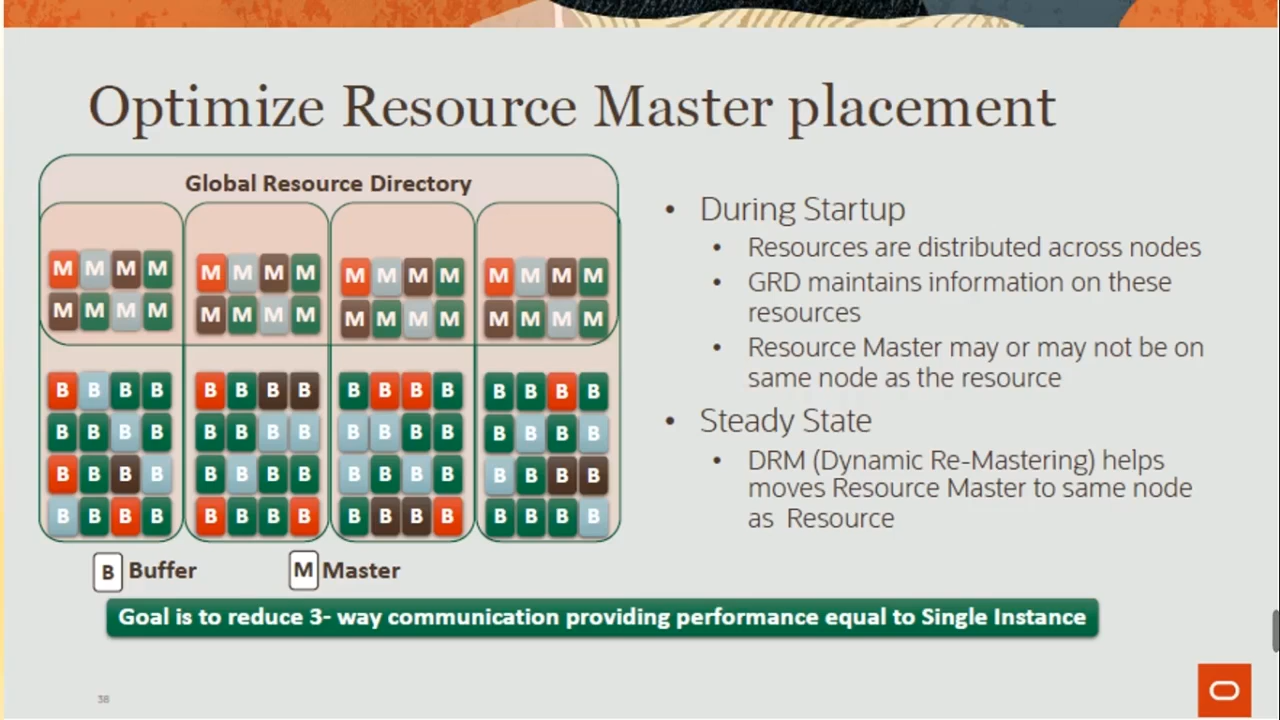 Optimize Resource Master placement
Global Resource Directory
M M M M M M M M M M M M M M M M
M M M M M M M M M M M M M M M M
B B B B B B B B B B B B B B B B
B B B B B B B B B B B B B B B B
B B B B B B B B B B B B B B B B
B B B B B B B B B B B B B B B B
B Buffer M Master
• During Startup
• Resources are distributed across nodes
• GRD maintains information on these
resources
• Resource Master may or may not be on
same node as the resource
• Steady State
• DRM (Dynamic Re-Mastering) helps
moves Resource Master to same node
as Resource
Goal is to reduce 3- way communication providing performance equal to Single Instance
38